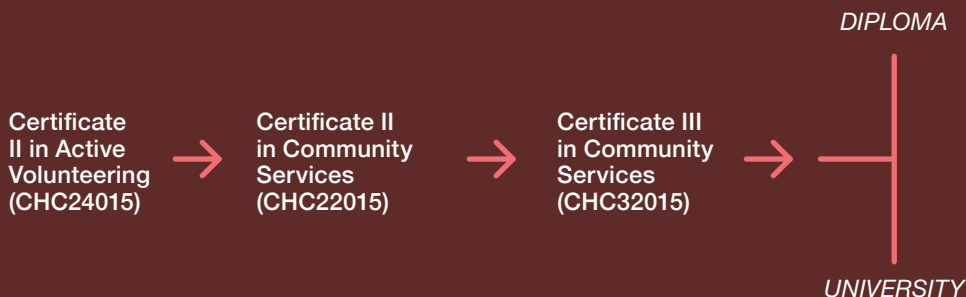 DIPLOMA
Certificate
II in Active
Volunteering
(CHC24015)
Certificate II
in Community
Services
(CHC22015)
Certificate III
in Community
Services
(CHC32015)
UNIVERSITY